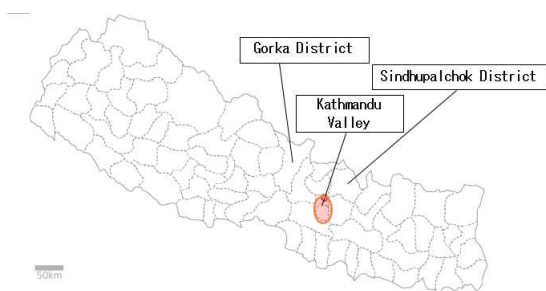 Gorka District
Sindhupalchok District
Kathmandu
Valley
50km